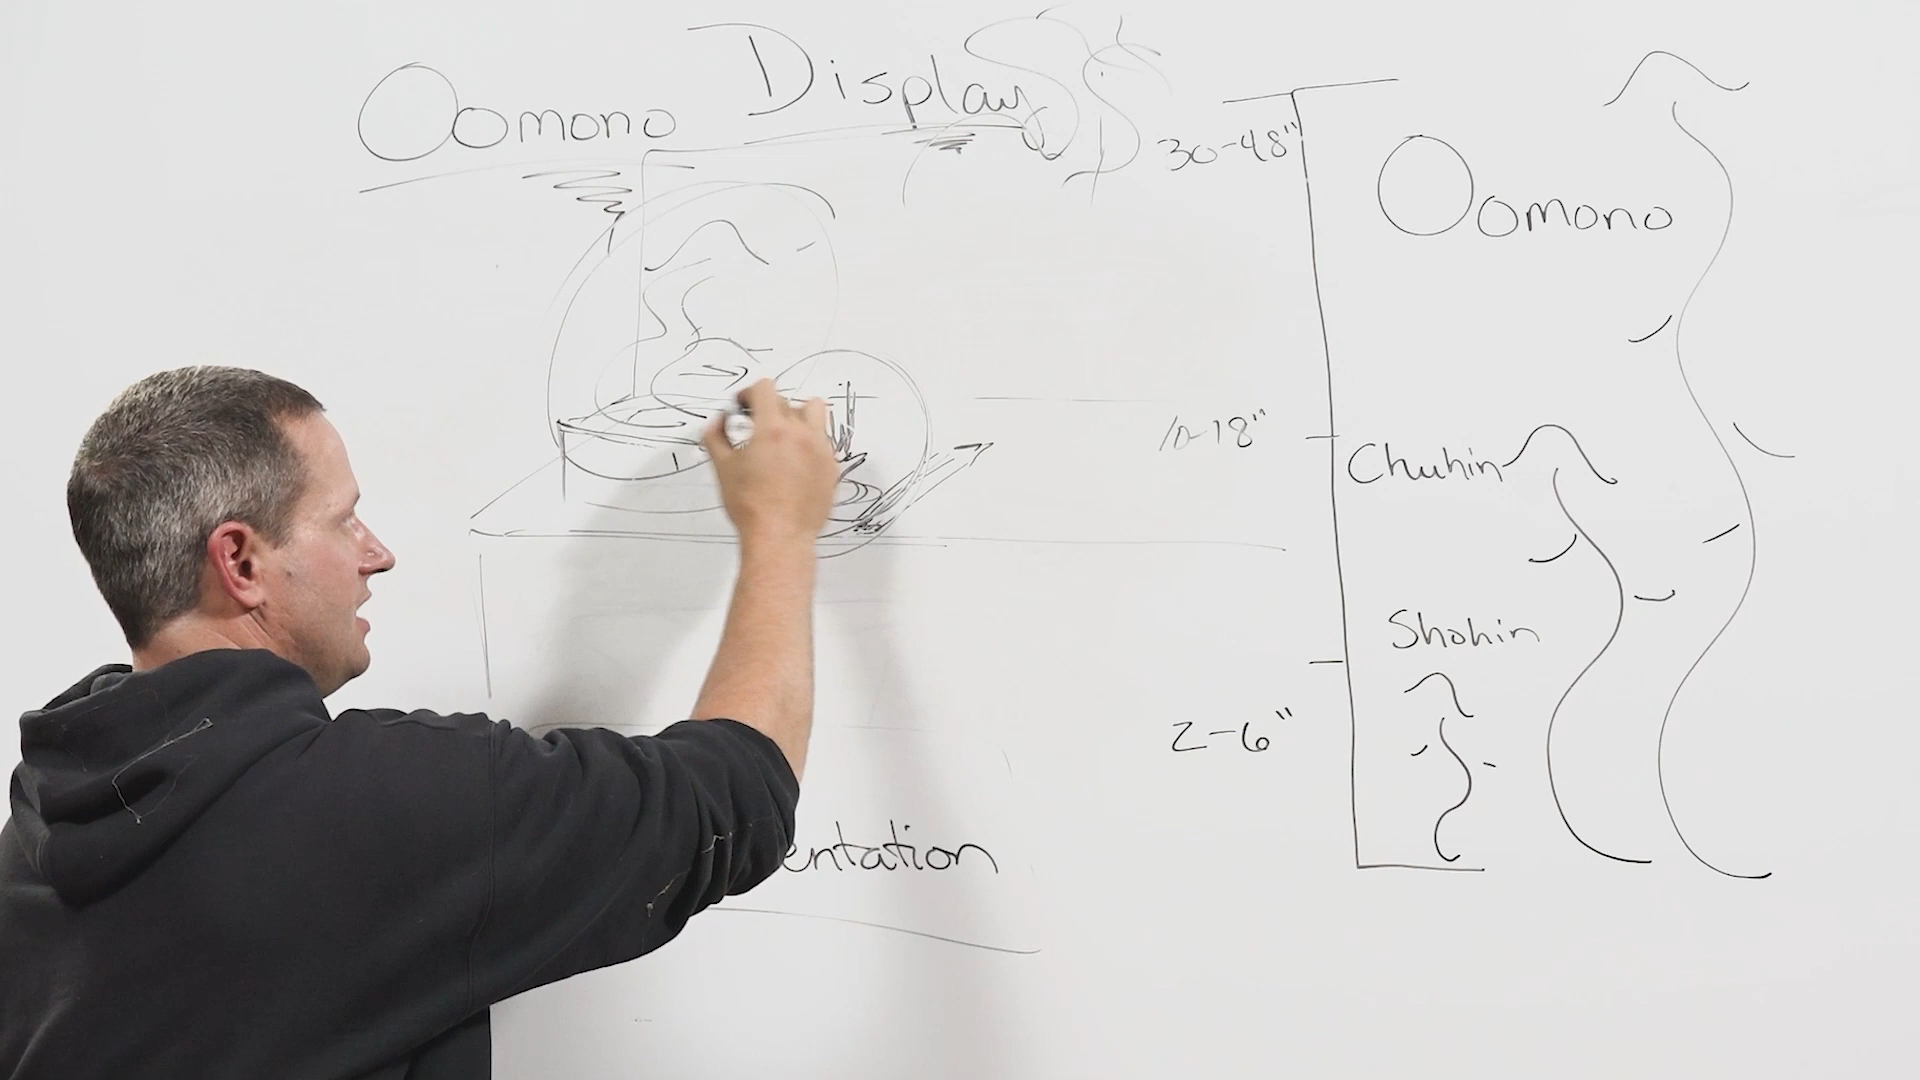 Oomono Display
30-48"
Oomono
10-18"
Chuhin
Shohin
2-6"
entation